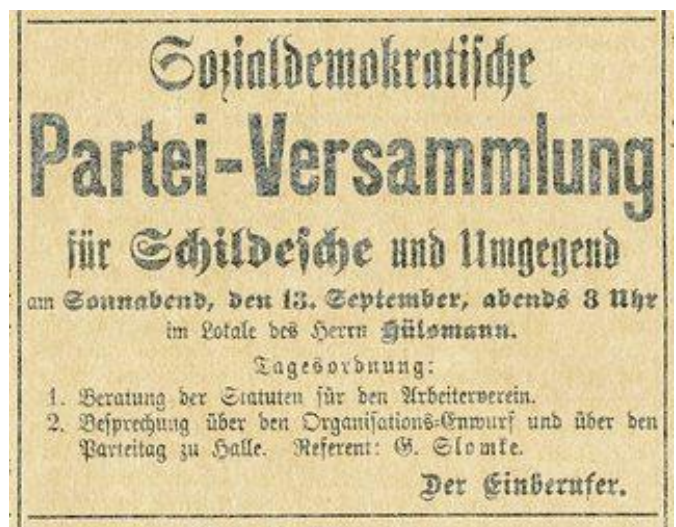 Sozialdemokratische
Partei-Versammlung
für Schildesche und Umgegend
am Sonnabend, den 13. September, abends 8 Uhr
im Lokale des Herrn Hülsmann.
Tagesordnung:
1. Beratung der Statuten für den Arbeiterverein.
2. Besprechung über den Organisations-Enwurf und über den
Parteitag zu Halle. Referent: G. Slomke.
Der Einberufer.